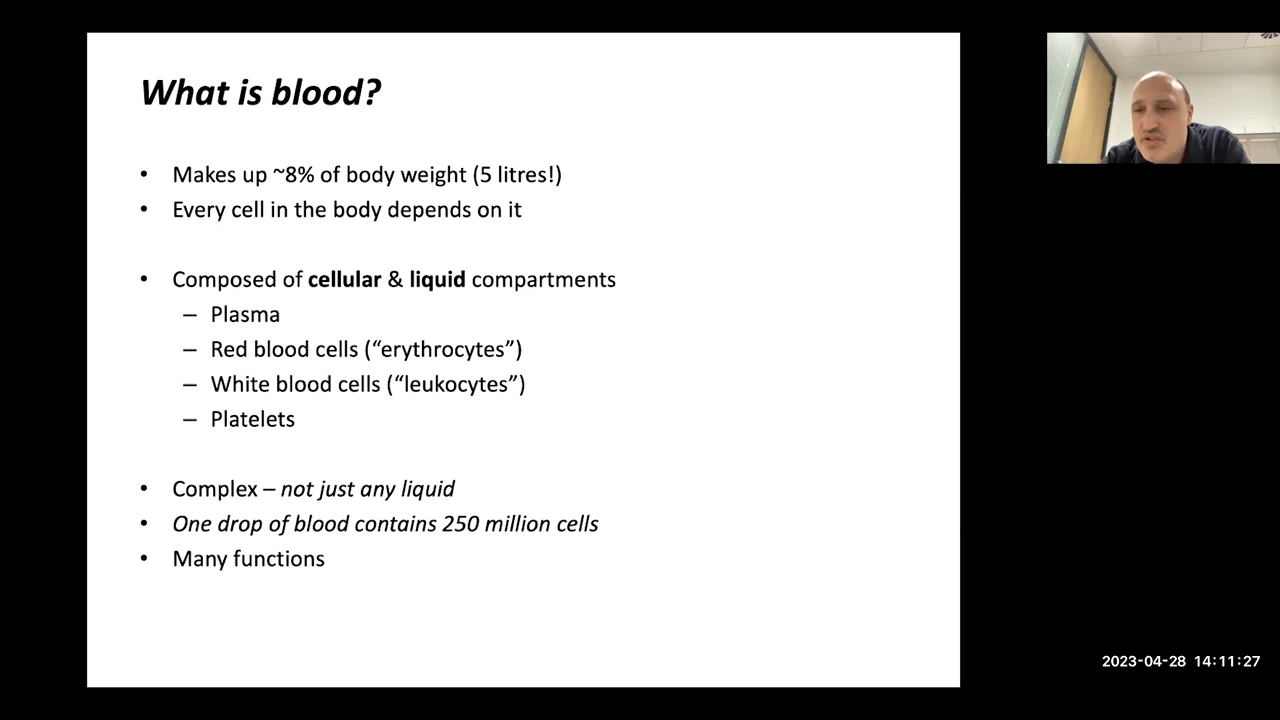 What is blood?
• Makes up ~8% of body weight (5 litres!)
• Every cell in the body depends on it
• Composed of cellular & liquid compartments
– Plasma
– Red blood cells (“erythrocytes”)
– White blood cells (“leukocytes”)
– Platelets
• Complex – not just any liquid
• One drop of blood contains 250 million cells
• Many functions
2023-04-28 14:11:27